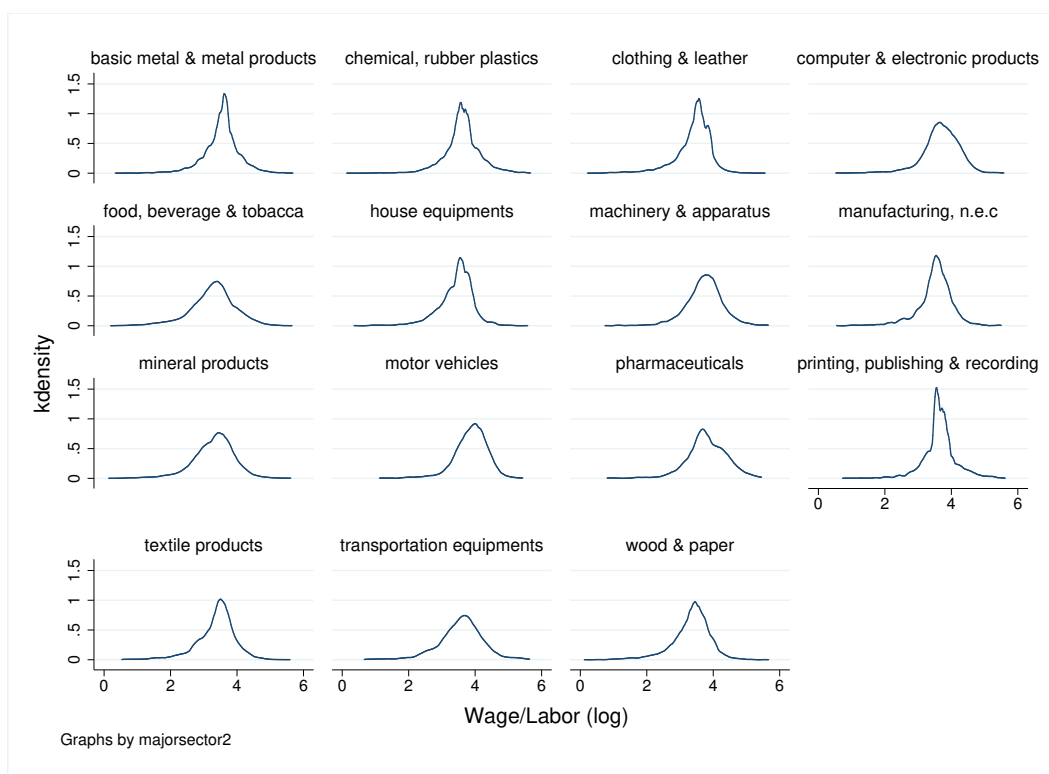 basic metal & metal products
chemical, rubber plastics
clothing & leather
computer & electronic products
0 .5 1 1.5
food, beverage & tobacca
house equipments
machinery & apparatus
manufacturing, n.e.c
0 .5 1 1.5
kdensity
mineral products
motor vehicles
pharmaceuticals
printing, publishing & recording
0 .5 1 1.5
0 2 4 6
textile products
transportation equipments
wood & paper
0 .5 1 1.5
0 2 4 6
0 2 4 6
0 2 4 6
Wage/Labor (log)
Graphs by majorsector2